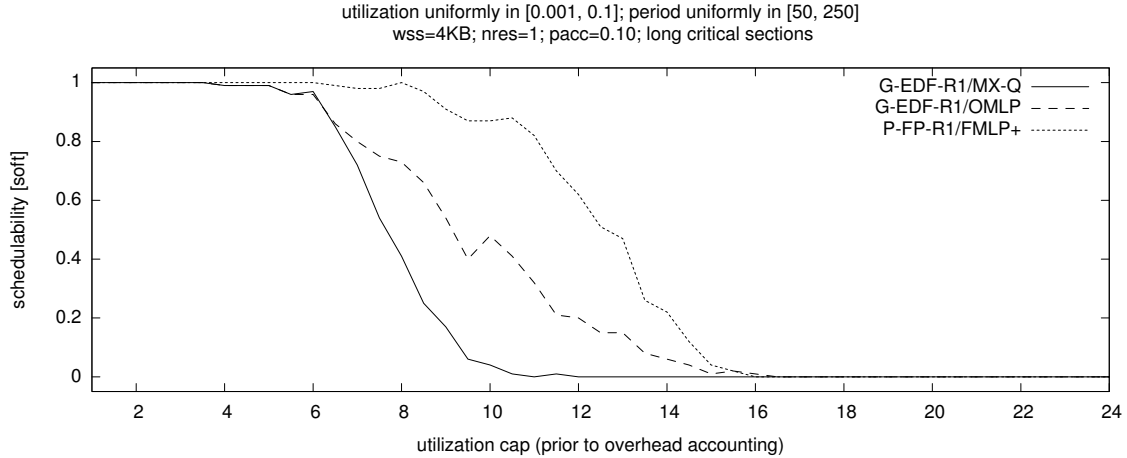 utilization uniformly in [0.001, 0.1]; period uniformly in [50, 250]
wss=4KB; nres=1; pacc=0.10; long critical sections
G-EDF-R1/MX-Q
G-EDF-R1/OMLP
P-FP-R1/FMLP+
schedulability [soft]
1
0.8
0.6
0.4
0.2
0
2 4 6 8 10 12 14 16 18 20 22 24
utilization cap (prior to overhead accounting)